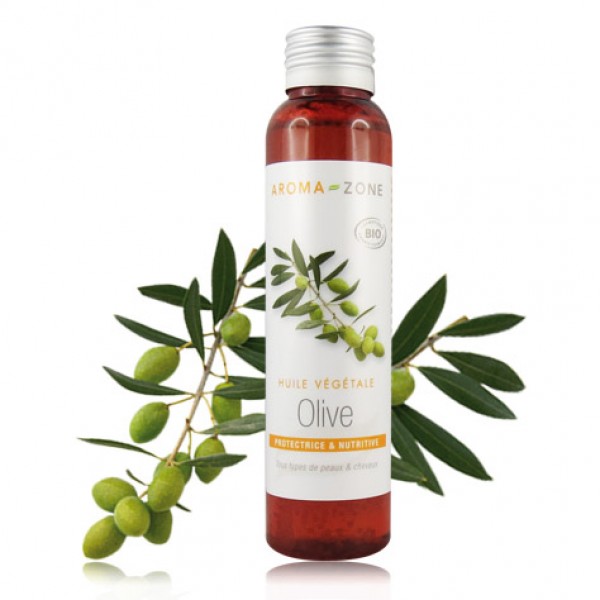 AROMA-ZONE
BIO
HUILE VÉGÉTALE
Olive
PROTECTRICE & NUTRITIVE
Tous types de peaux & cheveux